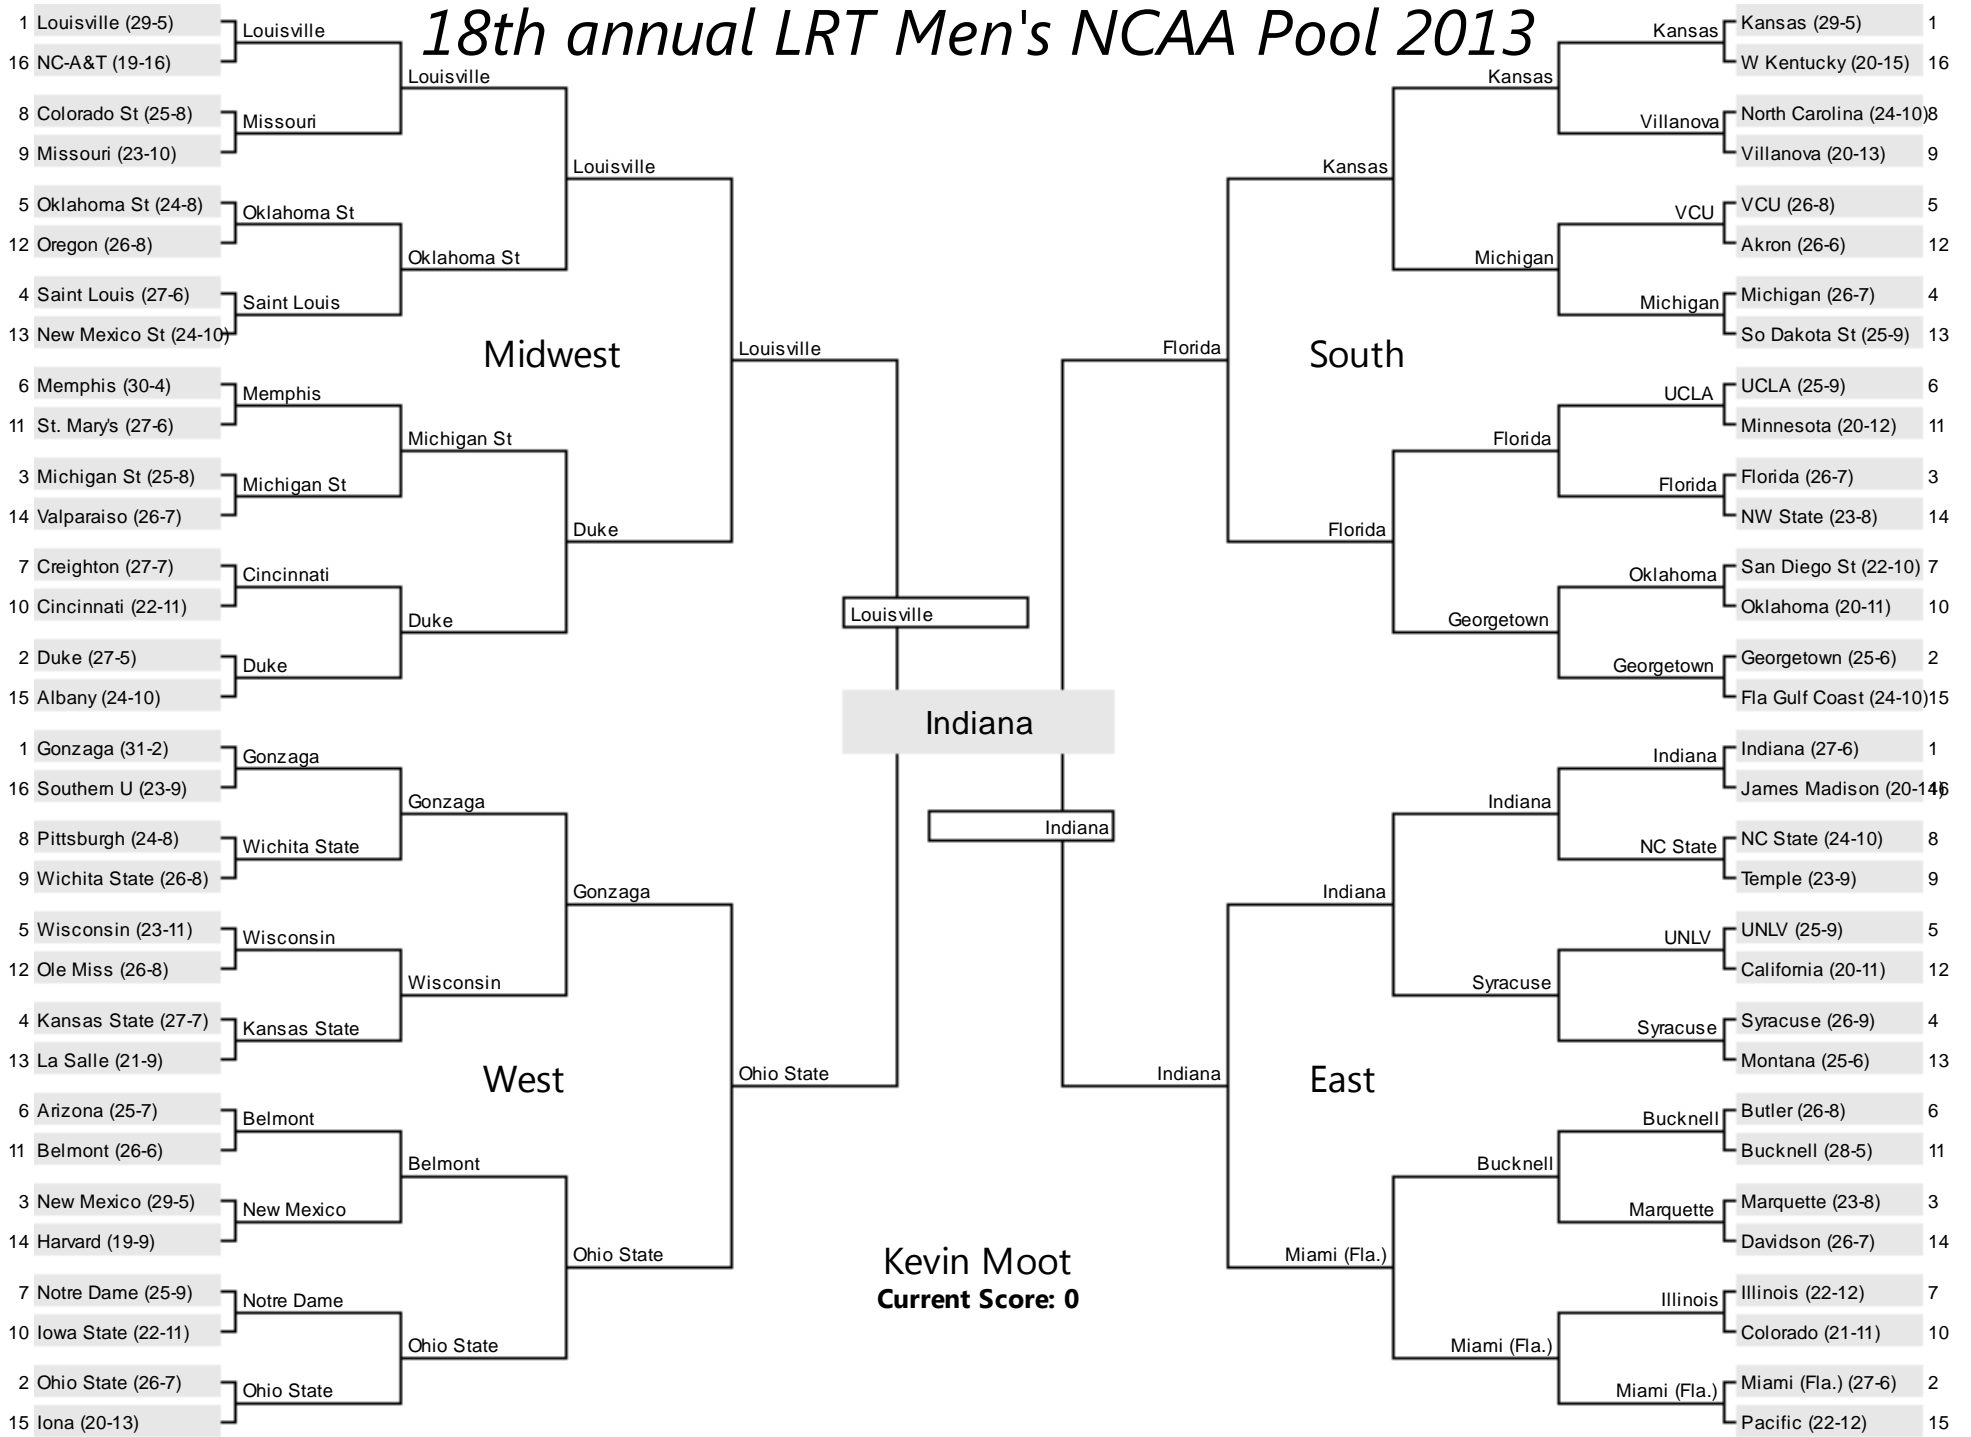 18th annual LRT Men's NCAA Pool 2013
1 Louisville (29-5)
16 NC-A&T (19-16)
8 Colorado St (25-8)
9 Missouri (23-10)
5 Oklahoma St (24-8)
12 Oregon (26-8)
4 Saint Louis (27-6)
13 New Mexico St (24-10)
6 Memphis (30-4)
11 St. Mary's (27-6)
3 Michigan St (25-8)
14 Valparaiso (26-7)
7 Creighton (27-7)
10 Cincinnati (22-11)
2 Duke (27-5)
15 Albany (24-10)
Louisville
Missouri
Oklahoma St
Saint Louis
Memphis
Michigan St
Cincinnati
Duke
Louisville
Oklahoma St
Michigan St
Duke
Louisville
Duke
Midwest
Louisville
1 Gonzaga (31-2)
16 Southern U (23-9)
8 Pittsburgh (24-8)
9 Wichita State (26-8)
5 Wisconsin (23-11)
12 Ole Miss (26-8)
4 Kansas State (27-7)
13 La Salle (21-9)
6 Arizona (25-7)
11 Belmont (26-6)
3 New Mexico (29-5)
14 Harvard (19-9)
7 Notre Dame (25-9)
10 Iowa State (22-11)
2 Ohio State (26-7)
15 Iona (20-13)
Gonzaga
Wichita State
Wisconsin
Kansas State
Belmont
New Mexico
Notre Dame
Ohio State
Gonzaga
Wisconsin
Belmont
Ohio State
Gonzaga
Ohio State
West
Ohio State
Louisville
Indiana
Indiana
Kevin Moot
Current Score: 0
Kansas (29-5) 1
W Kentucky (20-15) 16
North Carolina (24-10) 8
Villanova (20-13) 9
VCU (26-8) 5
Akron (26-6) 12
Michigan (26-7) 4
So Dakota St (25-9) 13
UCLA (25-9) 6
Minnesota (20-12) 11
Florida (26-7) 3
NW State (23-8) 14
San Diego St (22-10) 7
Oklahoma (20-11) 10
Georgetown (25-6) 2
Fla Gulf Coast (24-10) 15
Kansas
Villanova
VCU
Michigan
UCLA
Florida
Oklahoma
Georgetown
Kansas
Michigan
Florida
Georgetown
Kansas
Florida
South
Florida
Indiana (27-6) 1
James Madison (20-14) 16
NC State (24-10) 8
Temple (23-9) 9
UNLV (25-9) 5
California (20-11) 12
Syracuse (26-9) 4
Montana (25-6) 13
Butler (26-8) 6
Bucknell (28-5) 11
Marquette (23-8) 3
Davidson (26-7) 14
Illinois (22-12) 7
Colorado (21-11) 10
Miami (Fla.) (27-6) 2
Pacific (22-12) 15
Indiana
NC State
UNLV
Syracuse
Bucknell
Marquette
Illinois
Miami (Fla.)
Indiana
Syracuse
Bucknell
Miami (Fla.)
Indiana
Miami (Fla.)
East
Indiana